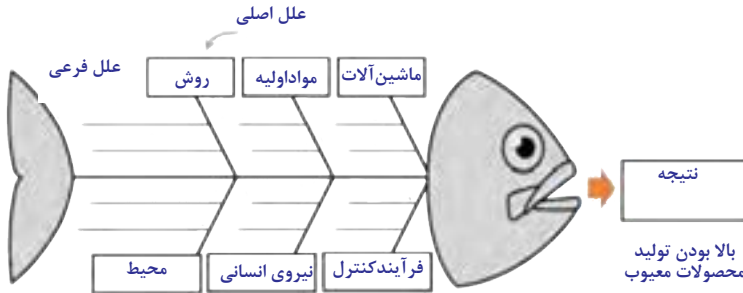 علل اصلی
علل فرعی
روش
مواداولیه
ماشین‌آلات
نتیجه
محیط
نیروی انسانی
فرآیندکنترل
بالا بودن تولید
محصولات معیوب